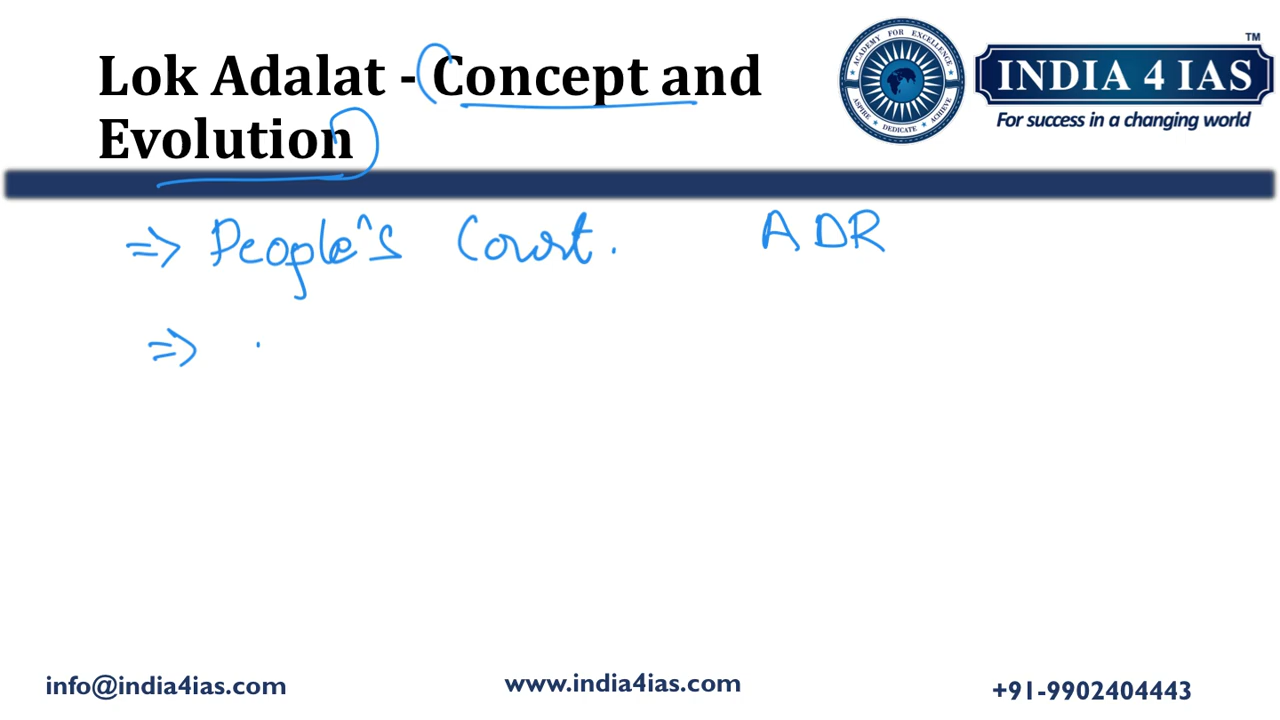 Lok Adalat - Concept and
Evolution
ACADEMY FOR EXCELLENCE
ASPIRE ★ DEDICATE ★ ACHIEVE
TM
INDIA 4 IAS
For success in a changing world
=> People's Court. ADR
=>
info@india4ias.com www.india4ias.com +91-9902404443